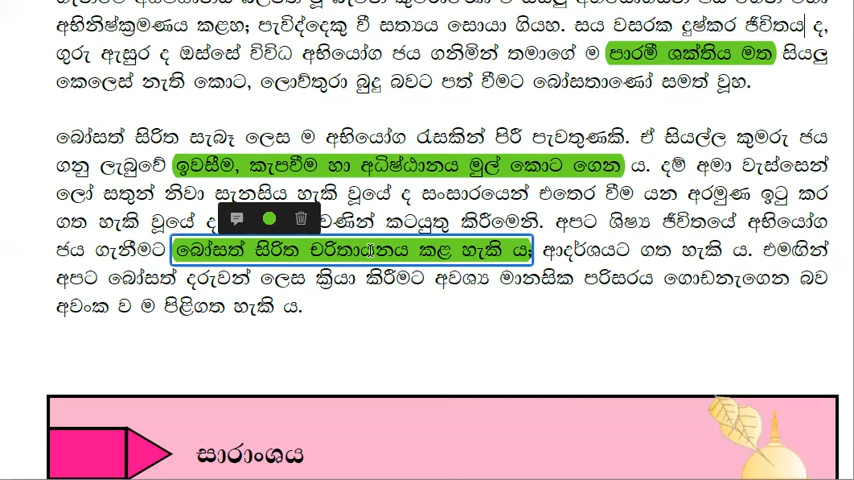 අභිනිෂ්ක්‍රමණය කළහ; පැවිද්දෙකු වී සත්‍යය සොයා ගියහ. සය වසරක දුෂ්කර ජීවිතය ද,
ගුරු ඇසුර ද ඔස්සේ විවිධ අභියෝග ජය ගනිමින් තමාගේ ම පාරමී ශක්තිය මත සියලු
කෙලෙස් නැති කොට, ලොව්තුරා බුදු බවට පත් වීමට බෝසතාණෝ සමත් වූහ.
බෝසත් සිරිත සැබෑ ලෙස ම අභියෝග රැසකින් පිරී පැවතුණකි. ඒ සියල්ල කුමරු ජය
ගනු ලැබුවේ ඉවසීම, කැපවීම හා අධිෂ්ඨානය මුල් කොට ගෙන ය. දම් අමා වැස්සෙන්
ලෝ සතුන් නිවා සැනසිය හැකි වූයේ ද සංසාරයෙන් එතෙර වීම යන අරමුණ ඉටු කර
ගත හැකි වූයේ ද වණින් කටයුතු කිරීමෙනි. අපට ශිෂ්‍ය ජීවිතයේ අභියෝග
ජය ගැනීමට බෝසත් සිරිත චරිතායනය කළ හැකි ය; ආදර්ශයට ගත හැකි ය. එමඟින්
අපට බෝසත් දරුවන් ලෙස ක්‍රියා කිරීමට අවශ්‍ය මානසික පරිසරය ගොඩනැගෙන බව
අවංක ව ම පිළිගත හැකි ය.
සාරාංශය